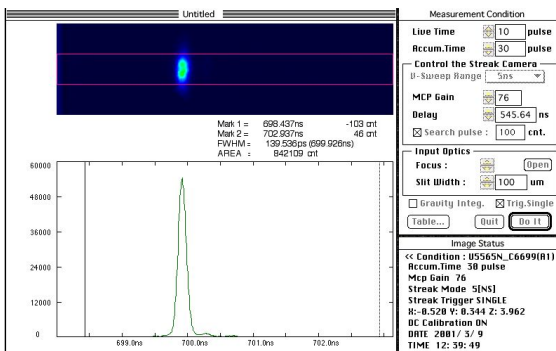 Untitled
Mark 1 = 698.437ns -103 cnt
Mark 2 = 702.937ns 46 cnt
FWHM = 139.536ps (699.926ns)
AREA : 842109 cnt
60000
48000
36000
24000
12000
0
699.0ns 700.0ns 701.0ns 702.0ns
Measurement Condition
Live Time 10 pulse
Accum.Time 30 pulse
Control the Streak Camera
V-Sweep Range 5ns
MCP Gain 76
Delay 545.64 ns
Search pulse : 100 cnt.
Input Optics
Focus : Open
Slit Width : 100 um
Gravity Integ. Trig.Single
Table... Quit Do It
Image Status
<< Condition : U5565N_C6699(A1)
Accum.Time 30 pulse
Mcp Gain 76
Streak Mode 5[NS]
Streak Trigger SINGLE
X:-0.520 Y: 0.344 Z: 3.962
DC Calibration ON
DATE 2001/ 3/ 9
TIME 12: 39: 49